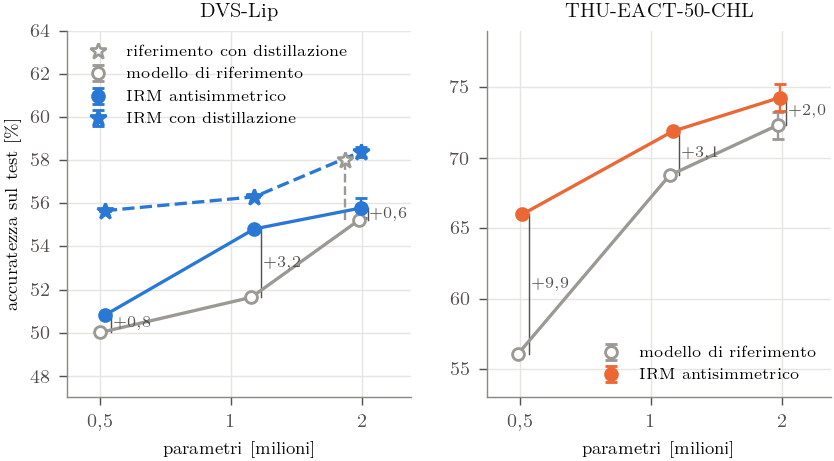 DVS-Lip
THU-EACT-50-CHL
64
62
60
58
56
54
52
50
48
accuratezza sul test [%]
riferimento con distillazione
modello di riferimento
IRM antisimmetrico
IRM con distillazione
+0,8
+3,2
+0,6
0,5
1
2
parametri [milioni]
75
70
65
60
55
+9,9
+3,1
+2,0
modello di riferimento
IRM antisimmetrico
0,5
1
2
parametri [milioni]